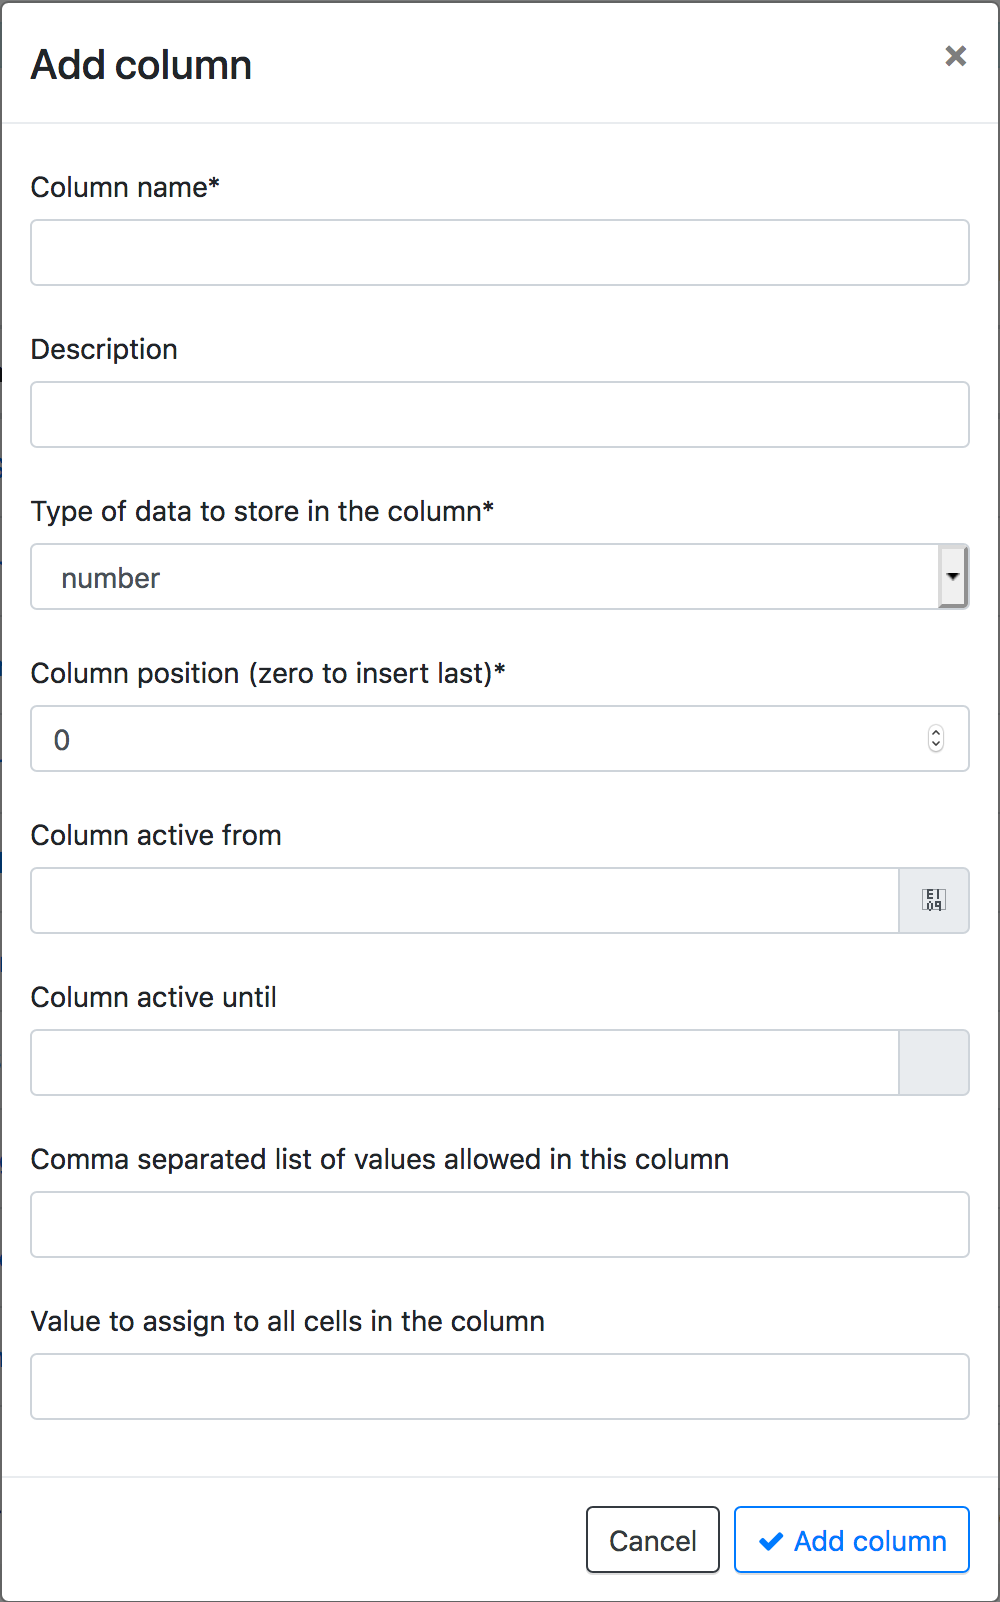 Add column
×
Column name*
Description
Type of data to store in the column*
number
Column position (zero to insert last)*
0
Column active from
Column active until
Comma separated list of values allowed in this column
Value to assign to all cells in the column
Cancel
✔ Add column